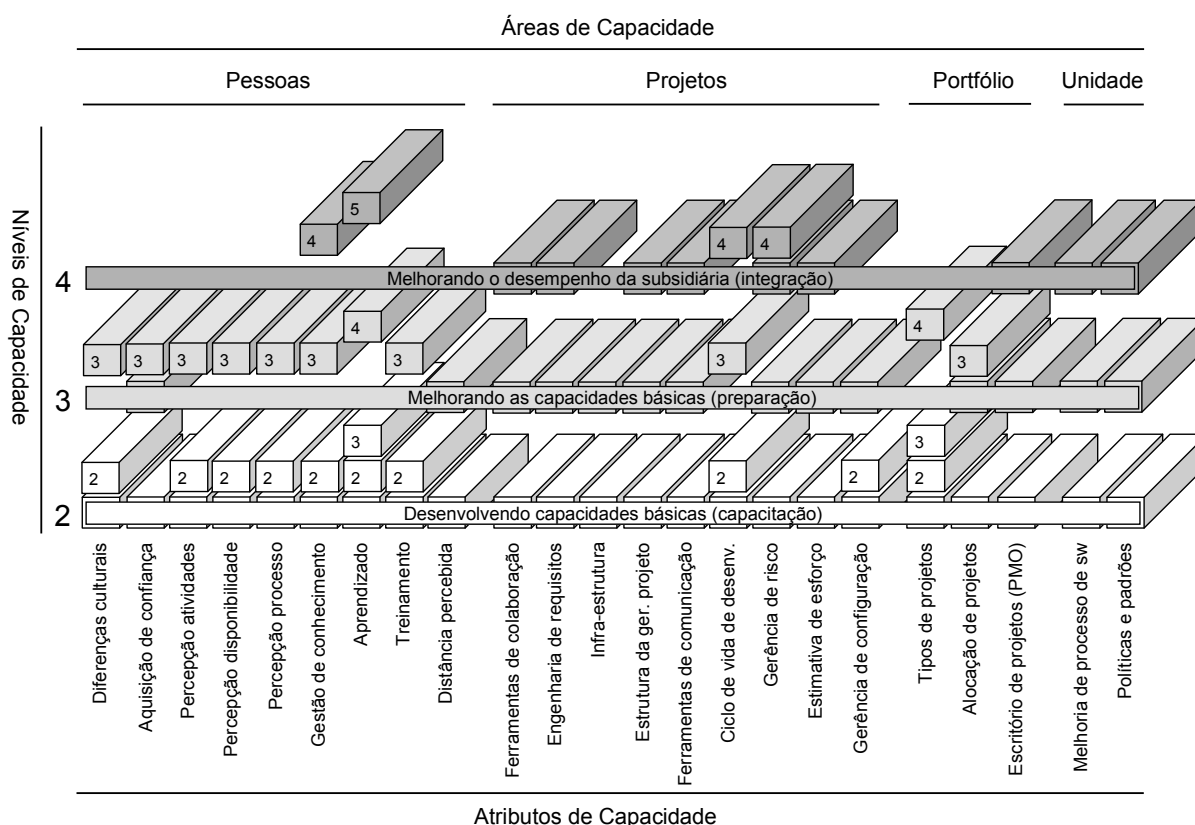 Áreas de Capacidade
Pessoas Projetos Portfólio Unidade
Níveis de Capacidade
5
4
4 4
4 Melhorando o desempenho da subsidiária (integração)
4 4
3 3 3 3 3 3 3 3 3
3 Melhorando as capacidades básicas (preparação)
3 3
2 2 2 2 2 2 2 2 2 2
2 Desenvolvendo capacidades básicas (capacitação)
Difrenças culturais
Aquisição de confiança
Percepção atividades
Percepção disponibilidade
Percepção processo
Gestão de conhecimento
Aprendizado
Treinamento
Distância percebida
Ferramentas de colaboração
Engenharia de requisitos
Infra-estrutura
Estrutura da ger. projeto
Ferramentas de comunicação
Ciclo de vida de desenv.
Gerência de risco
Estimativa de esforço
Gerência de configuração
Tipos de projetos
Alocação de projetos
Escritório de projetos (PMO)
Melhoria de processo de sw
Políticas e padrões
Atributos de Capacidade